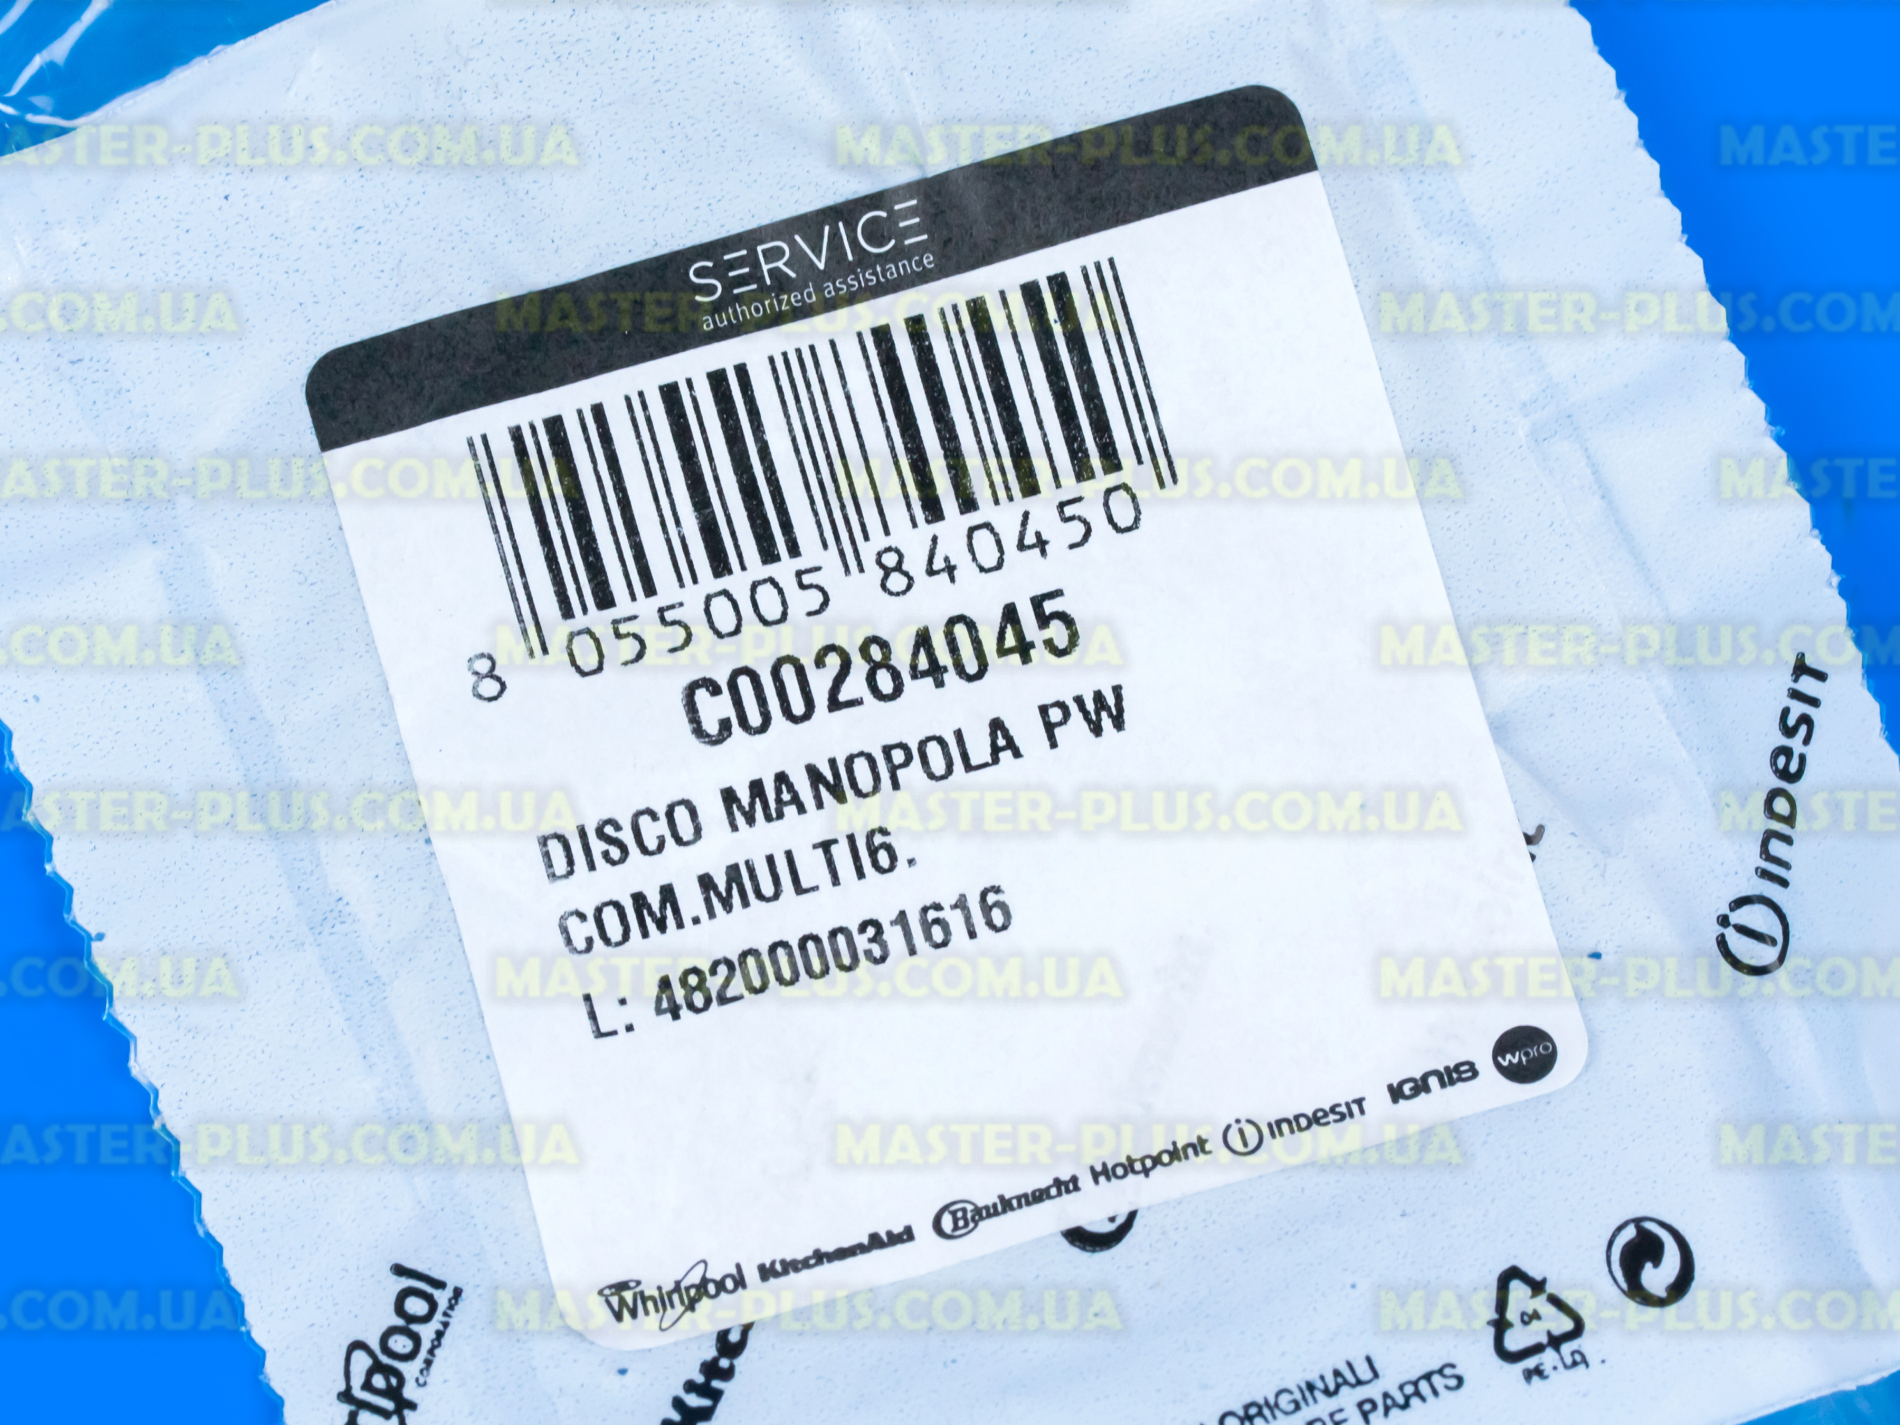 SERVICE
authorized assistance
8 055005 840450
C00284045
DISCO MANOPOLA PW
COM.MULTI6.
L: 482000031616
Whirlpool KitchenAid Bauknecht Hotpoint indesit IGNIS wpro
indesit
CORPORATION
ORIGINALI
PARTS
MASTER-PLUS.COM.UA